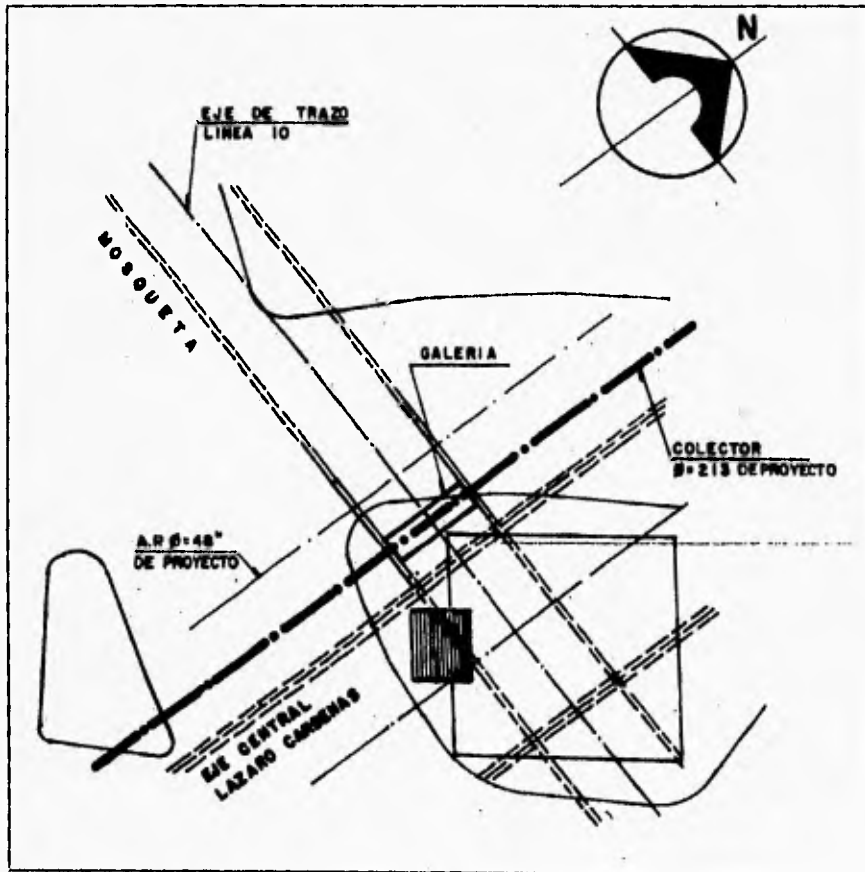 N
EJE DE TRAZO
LINEA 10
MOSQUETA
GALERIA
COLECTOR
Ø=213 DE PROYECTO
A.P Ø=48"
DE PROYECTO
EJE CENTRAL
LAZARO CARDENAS